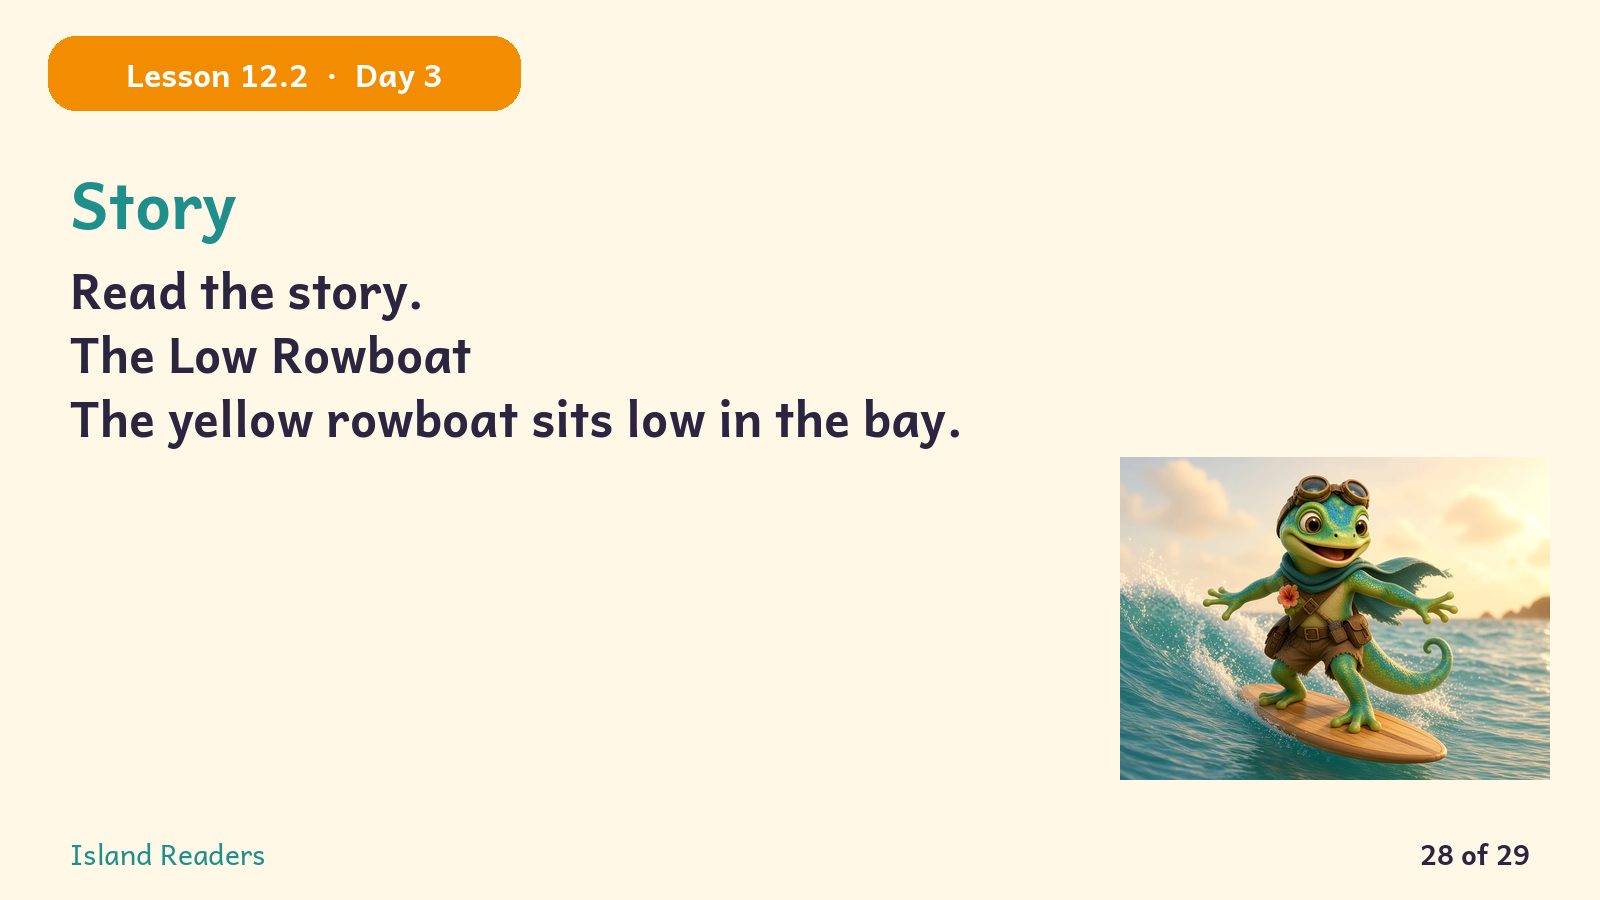 Lesson 12.2 · Day 3
Story
Read the story.
The Low Rowboat
The yellow rowboat sits low in the bay.
Island Readers
28 of 29